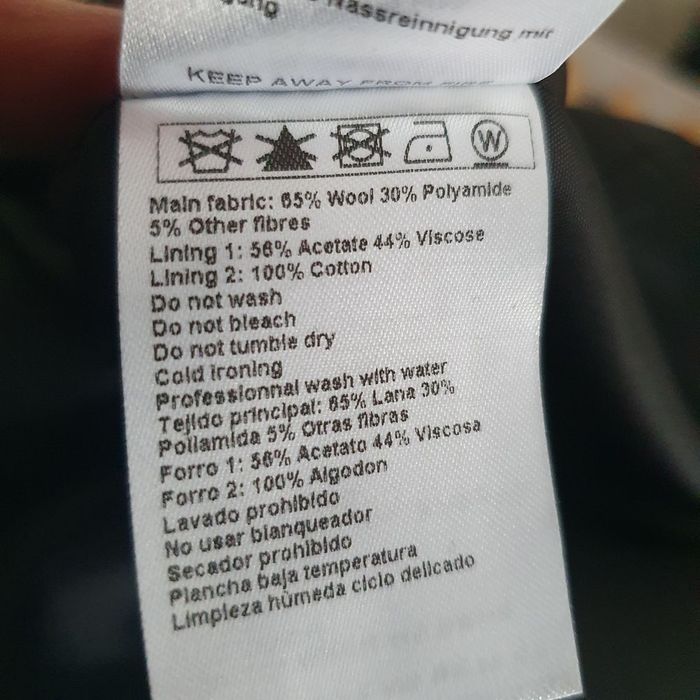 Nassreinigung mit
KEEP AWAY FROM FIRE
W
Main fabric: 65% Wool 30% Polyamide
5% Other fibres
Lining 1: 56% Acetate 44% Viscose
Lining 2: 100% Cotton
Do not wash
Do not bleach
Do not tumble dry
Cold ironing
Professionnal wash with water
Tejido principal: 65% Lana 30%
Poliamida 5% Otras fibras
Forro 1: 56% Acetato 44% Viscosa
Forro 2: 100% Algodon
Lavado prohibido
No usar blanqueador
Secador prohibido
Plancha baja temperatura
Limpieza hùmeda ciclo delicado